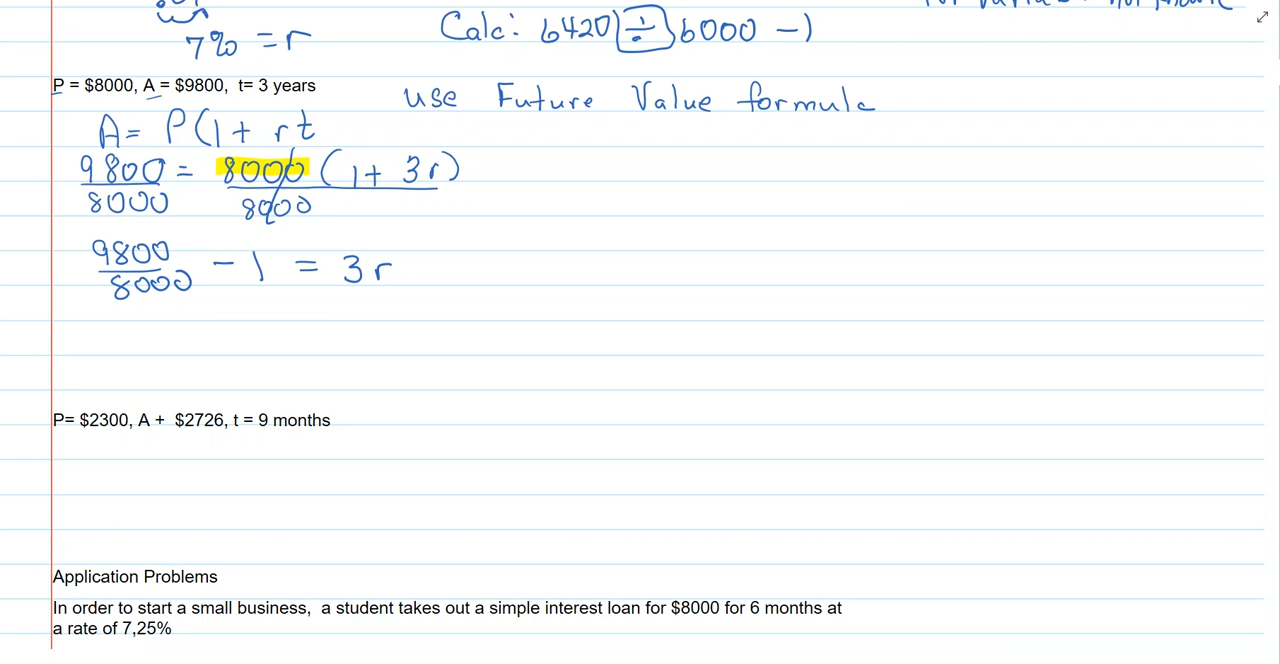 7% = r
Calc: 6420 ÷ 6000 - 1
P = $8000, A = $9800, t= 3 years
use Future Value formula
A = P(1 + rt
9800 = 8000 ( 1 + 3r)
8000 8000
9800
8000 - 1 = 3r
P= $2300, A + $2726, t = 9 months
Application Problems
In order to start a small business, a student takes out a simple interest loan for $8000 for 6 months at
a rate of 7,25%